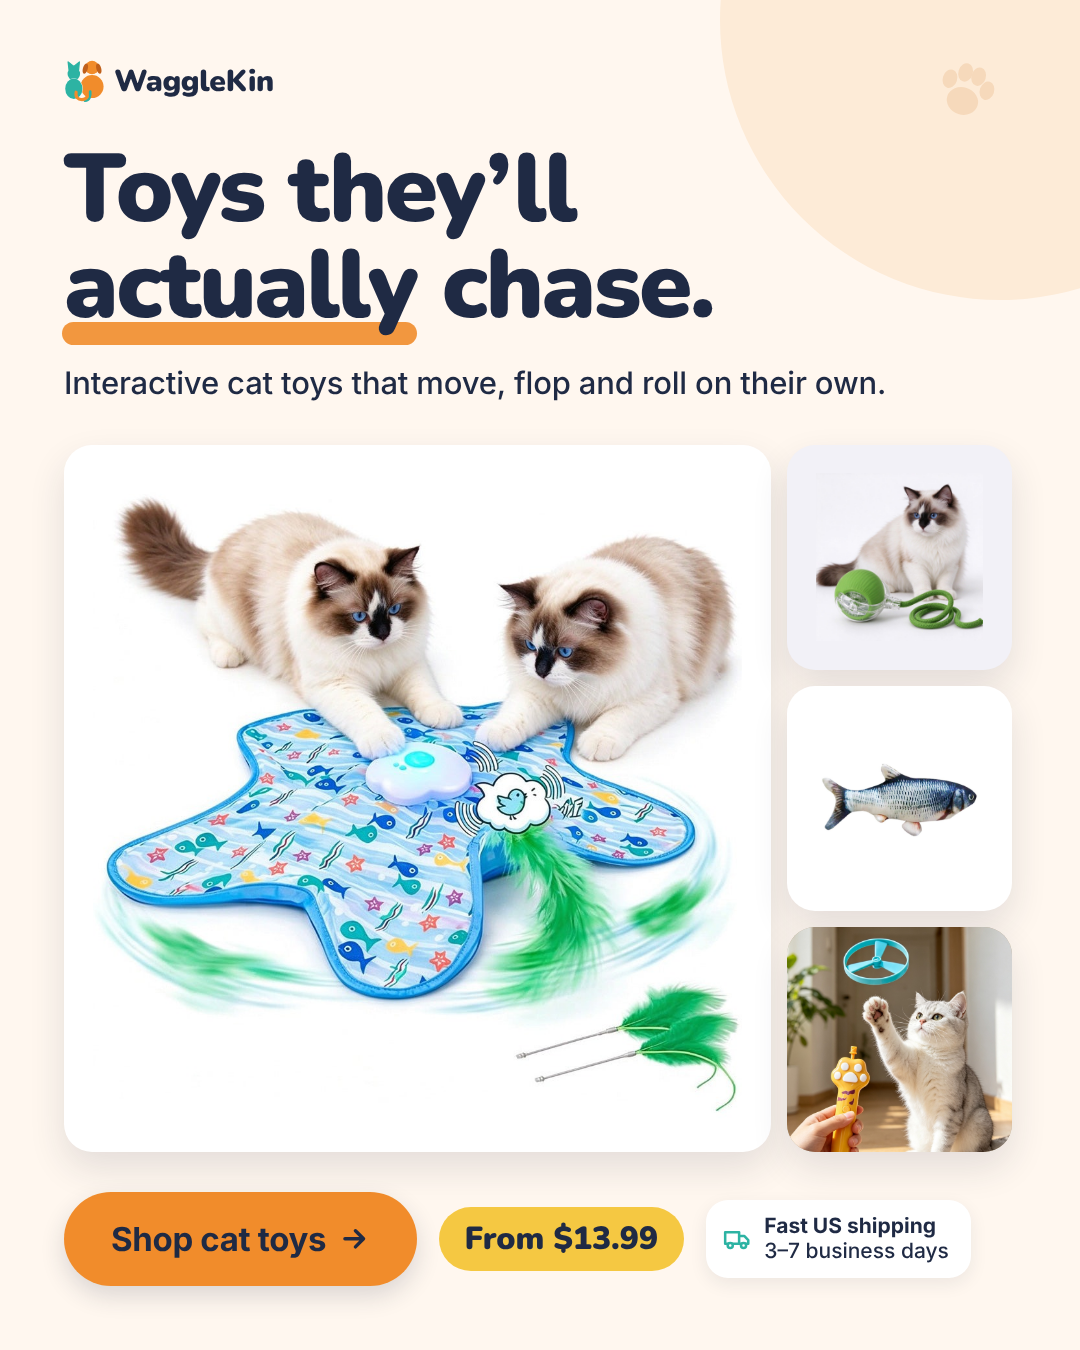 WaggleKin
Toys they’ll
actually chase.
Interactive cat toys that move, flop and roll on their own.
Shop cat toys →
From $13.99
Fast US shipping
3–7 business days